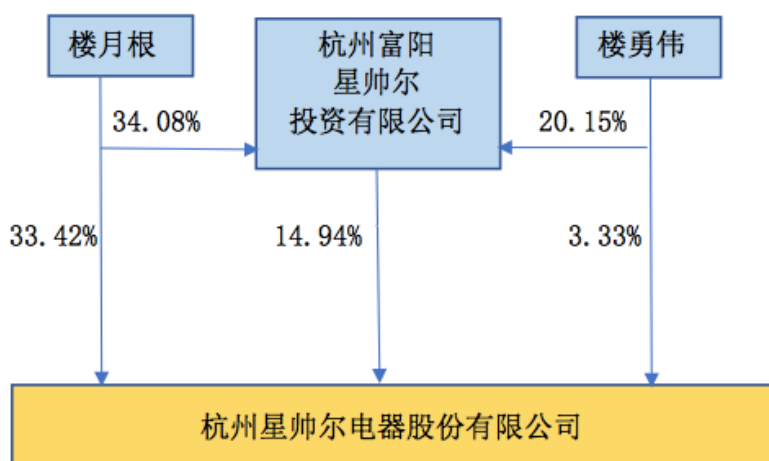 楼月根
杭州富阳
星帅尔
投资有限公司
楼勇伟
34.08%
20.15%
33.42%
14.94%
3.33%
杭州星帅尔电器股份有限公司